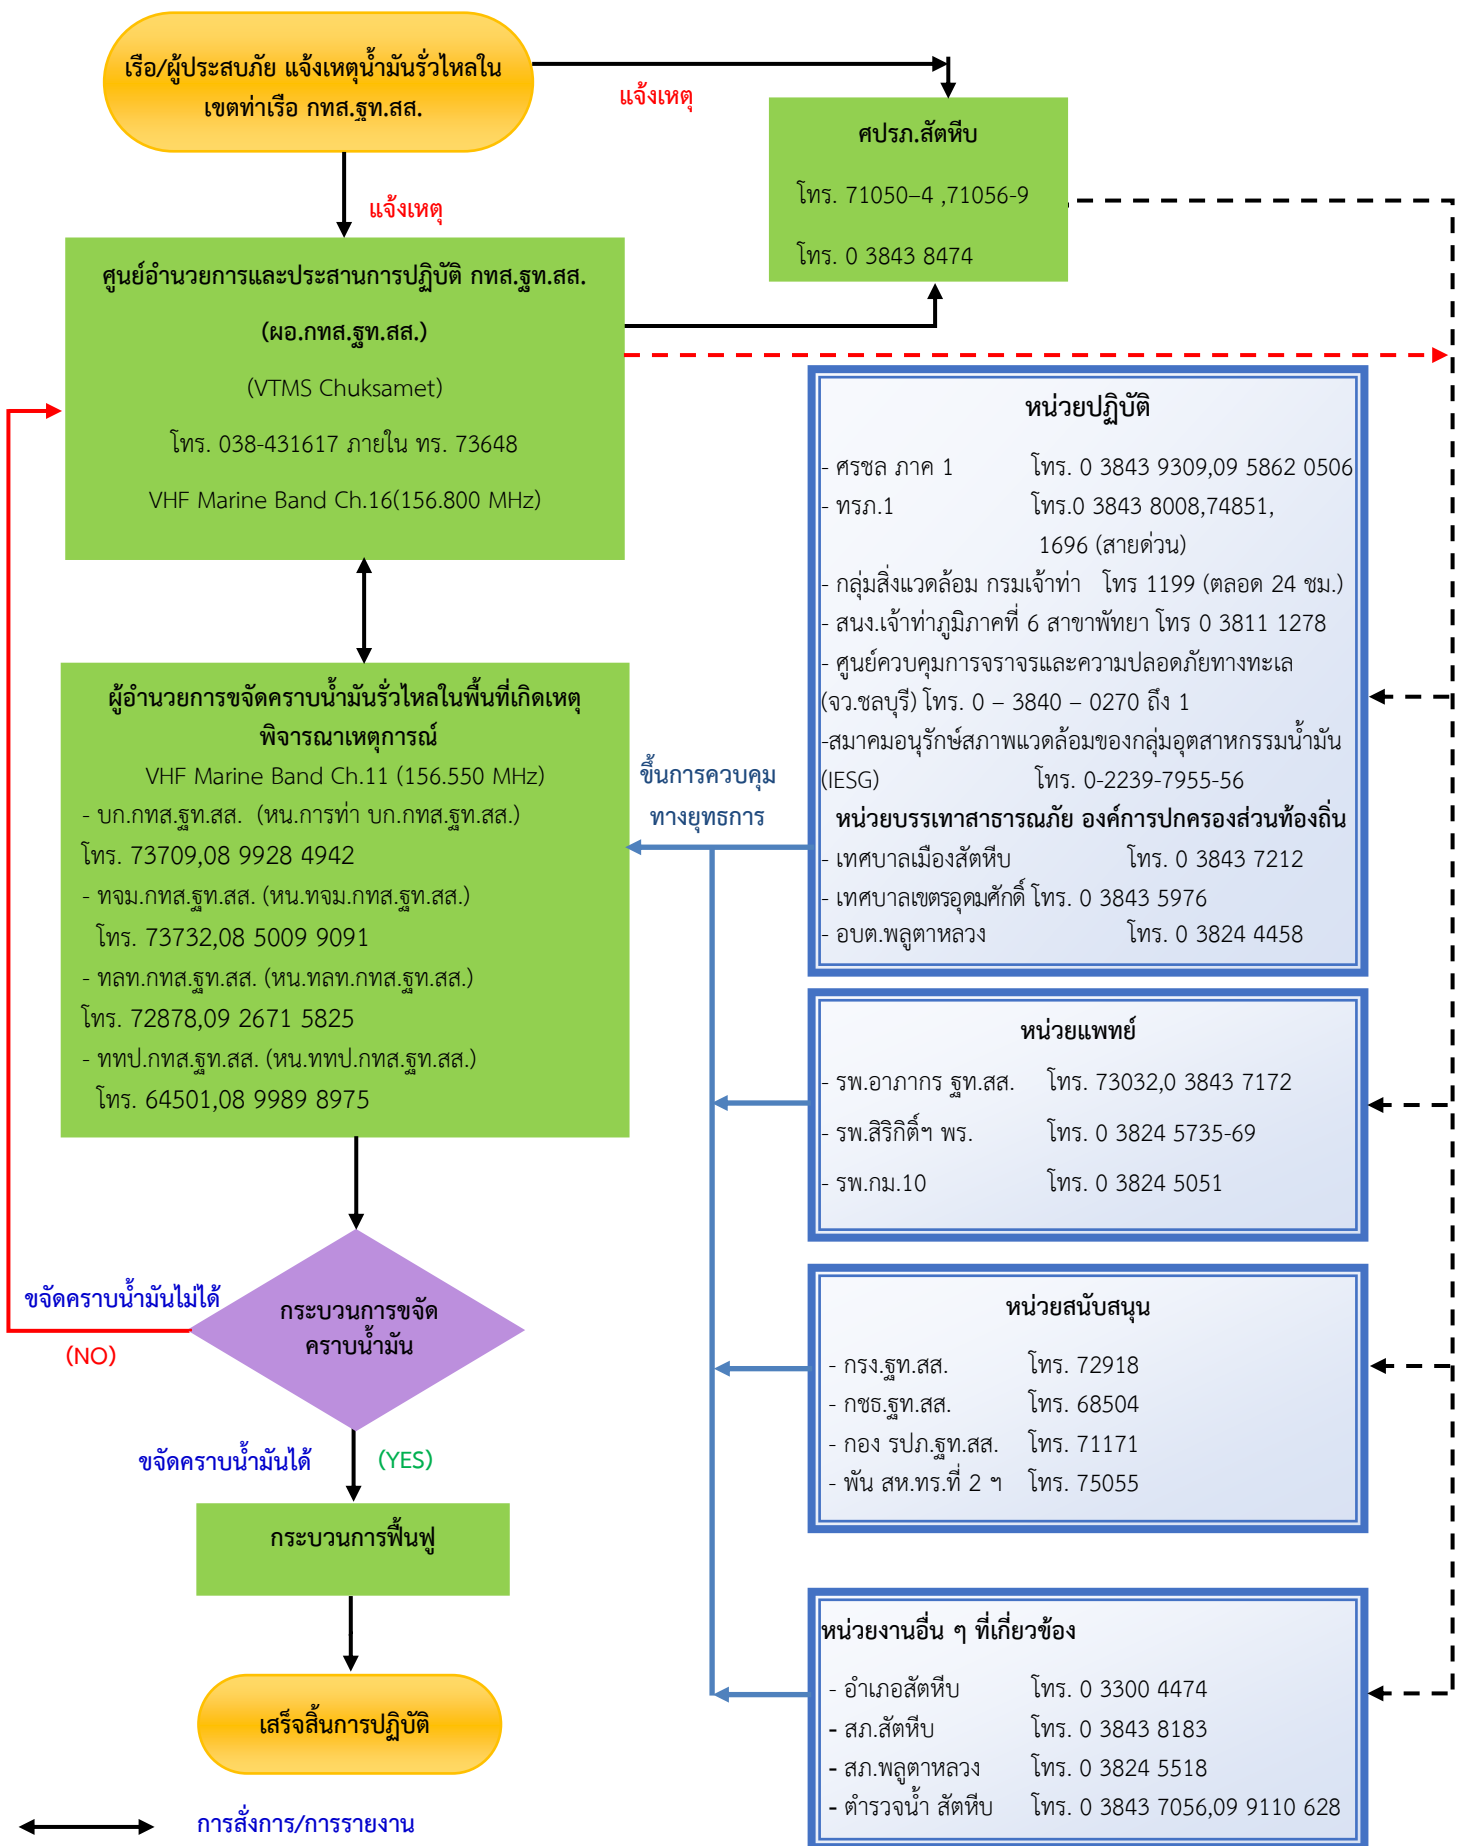 เรือ/ผู้ประสบภัย แจ้งเหตุน้ำมันรั่วไหลใน
เขตท่าเรือ กทส.ฐท.สส.
แจ้งเหตุ
ศปรภ.สัตหีบ
โทร. 71050–4 ,71056-9
โทร. 0 3843 8474
แจ้งเหตุ
ศูนย์อำนวยการและประสานการปฏิบัติ กทส.ฐท.สส.
(ผอ.กทส.ฐท.สส.)
(VTMS Chuksamet)
โทร. 038-431617 ภายใน ทร. 73648
VHF Marine Band Ch.16(156.800 MHz)
หน่วยปฏิบัติ
- ศรชล ภาค 1 โทร. 0 3843 9309,09 5862 0506
- ทรภ.1 โทร.0 3843 8008,74851,
1696 (สายด่วน)
- กลุ่มสิ่งแวดล้อม กรมเจ้าท่า โทร 1199 (ตลอด 24 ชม.)
- สนง.เจ้าท่าภูมิภาคที่ 6 สาขาพัทยา โทร 0 3811 1278
- ศูนย์ควบคุมการจราจรและความปลอดภัยทางทะเล
(จว.ชลบุรี) โทร. 0 – 3840 – 0270 ถึง 1
-สมาคมอนุรักษ์สภาพแวดล้อมของกลุ่มอุตสาหกรรมน้ำมัน
(IESG) โทร. 0-2239-7955-56
หน่วยบรรเทาสาธารณภัย องค์การปกครองส่วนท้องถิ่น
- เทศบาลเมืองสัตหีบ โทร. 0 3843 7212
- เทศบาลเขตรอุดมศักดิ์ โทร. 0 3843 5976
- อบต.พลูตาหลวง โทร. 0 3824 4458
ผู้อำนวยการขจัดคราบน้ำมันรั่วไหลในพื้นที่เกิดเหตุ
พิจารณาเหตุการณ์
VHF Marine Band Ch.11 (156.550 MHz)
- บก.กทส.ฐท.สส. (หน.การท่า บก.กทส.ฐท.สส.)
โทร. 73709,08 9928 4942
- ทจม.กทส.ฐท.สส. (หน.ทจม.กทส.ฐท.สส.)
โทร. 73732,08 5009 9091
- ทลท.กทส.ฐท.สส. (หน.ทลท.กทส.ฐท.สส.)
โทร. 72878,09 2671 5825
- ททป.กทส.ฐท.สส. (หน.ททป.กทส.ฐท.สส.)
โทร. 64501,08 9989 8975
ขึ้นการควบคุม
ทางยุทธการ
หน่วยแพทย์
- รพ.อาภากร ฐท.สส. โทร. 73032,0 3843 7172
- รพ.สิริกิติ์ฯ พร. โทร. 0 3824 5735-69
- รพ.กม.10 โทร. 0 3824 5051
ขจัดคราบน้ำมันไม่ได้
(NO)
กระบวนการขจัด
คราบน้ำมัน
หน่วยสนับสนุน
- กรง.ฐท.สส. โทร. 72918
- กชธ.ฐท.สส. โทร. 68504
- กอง รปภ.ฐท.สส. โทร. 71171
- พัน สห.ทร.ที่ 2 ฯ โทร. 75055
ขจัดคราบน้ำมันได้ (YES)
กระบวนการฟื้นฟู
หน่วยงานอื่น ๆ ที่เกี่ยวข้อง
- อำเภอสัตหีบ โทร. 0 3300 4474
- สภ.สัตหีบ โทร. 0 3843 8183
- สภ.พลูตาหลวง โทร. 0 3824 5518
- ตำรวจน้ำ สัตหีบ โทร. 0 3843 7056,09 9110 628
เสร็จสิ้นการปฏิบัติ
การสั่งการ/การรายงาน